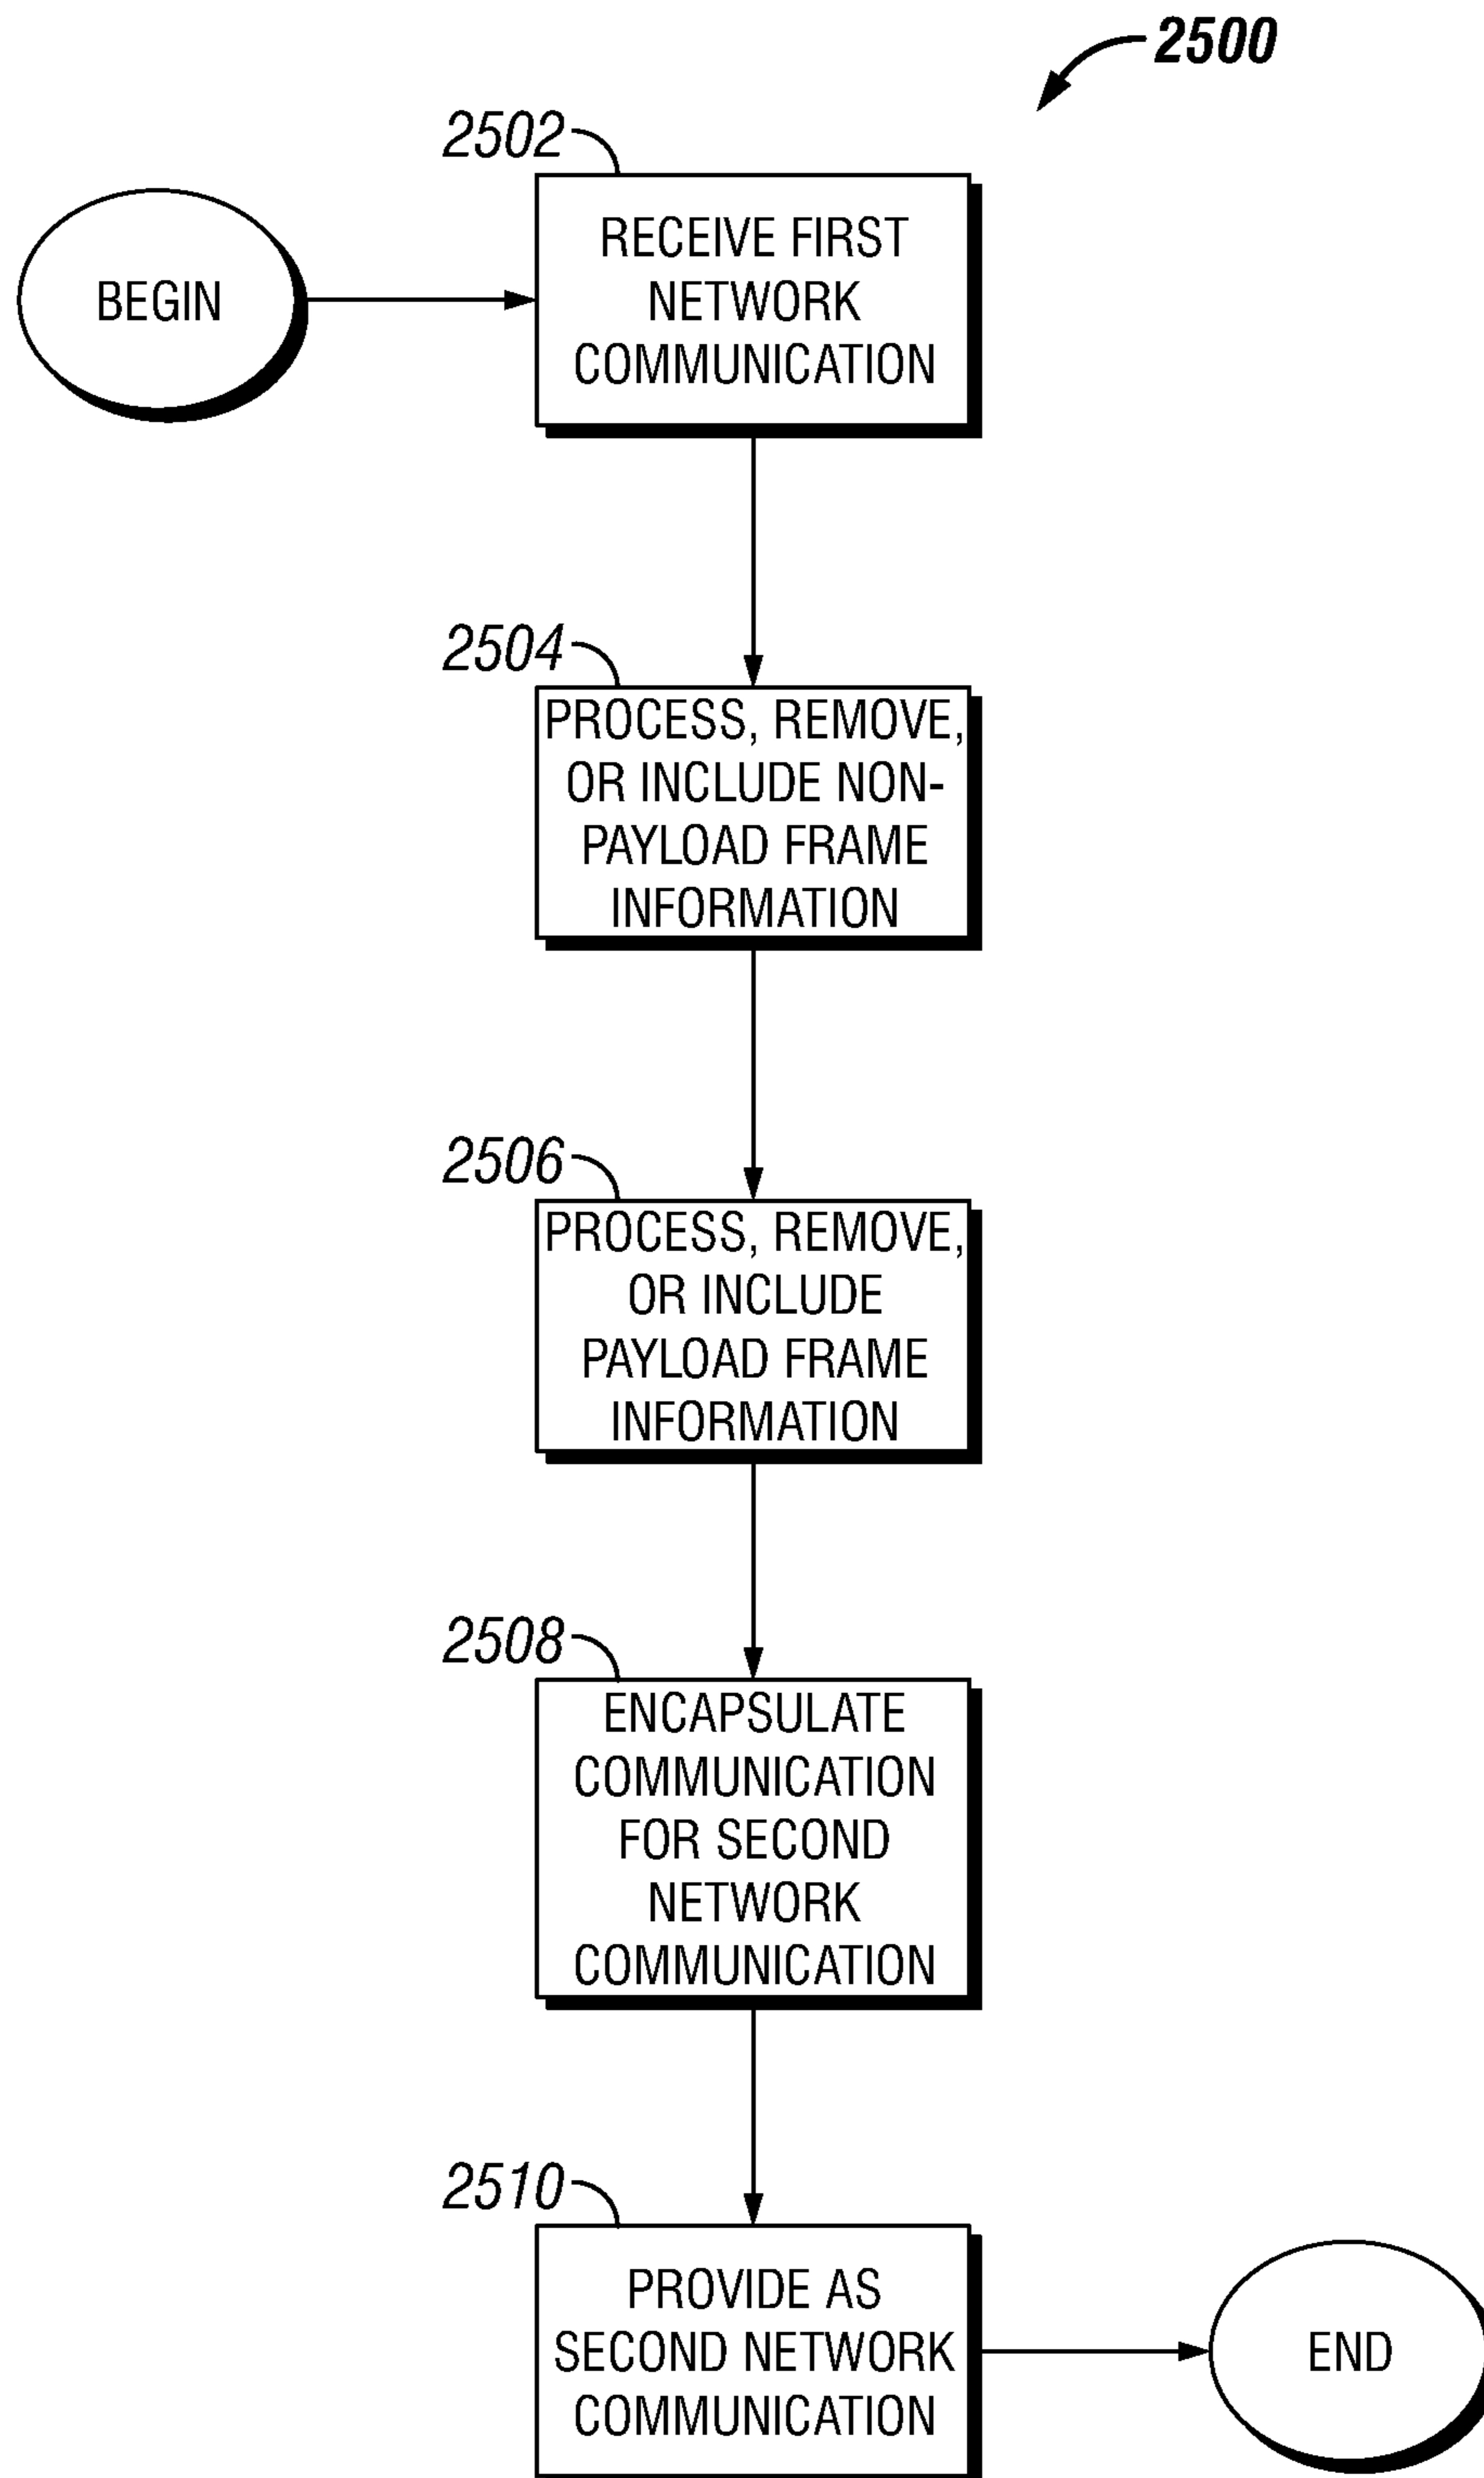 2500
2502
BEGIN
RECEIVE FIRST
NETWORK
COMMUNICATION
2504
PROCESS, REMOVE,
OR INCLUDE NON-
PAYLOAD FRAME
INFORMATION
2506
PROCESS, REMOVE,
OR INCLUDE
PAYLOAD FRAME
INFORMATION
2508
ENCAPSULATE
COMMUNICATION
FOR SECOND
NETWORK
COMMUNICATION
2510
PROVIDE AS
SECOND NETWORK
COMMUNICATION
END